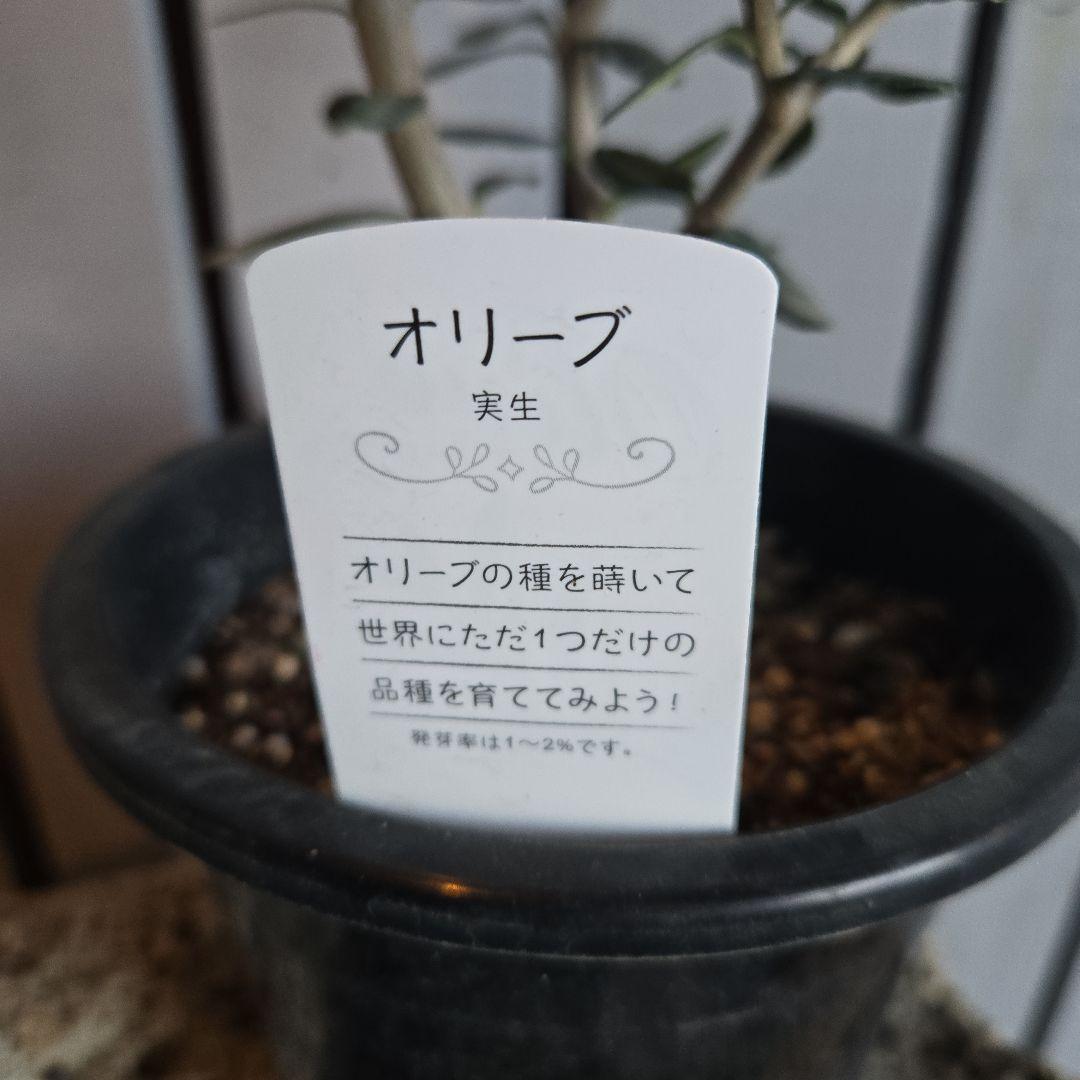 オリーブ
実生
オリーブの種を蒔いて
世界にただ1つだけの
品種を育ててみよう!
発芽率は1〜2%です。